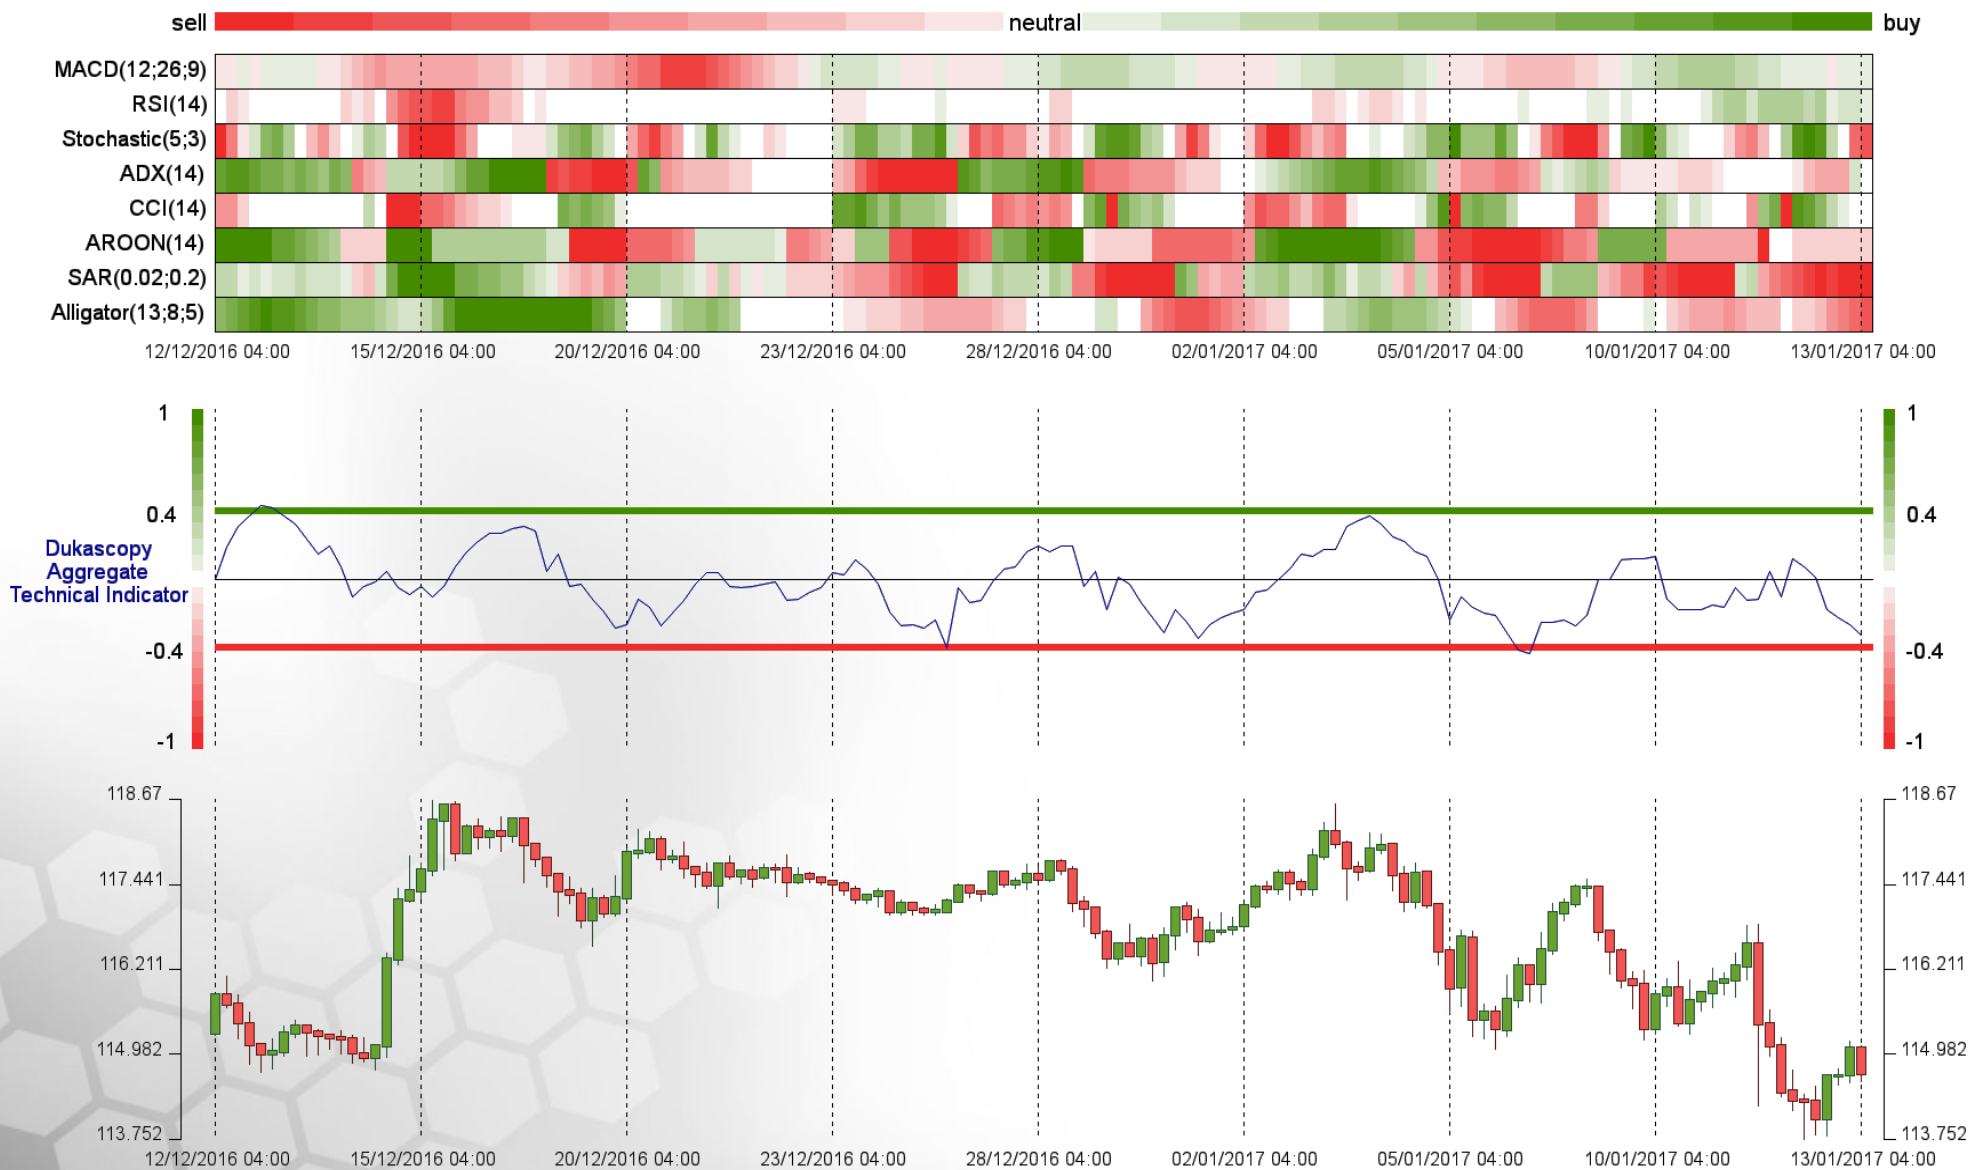 sell neutral buy
MACD(12;26;9)
RSI(14)
Stochastic(5;3)
ADX(14)
CCI(14)
AROON(14)
SAR(0.02;0.2)
Alligator(13;8;5)
12/12/2016 04:00 15/12/2016 04:00 20/12/2016 04:00 23/12/2016 04:00 28/12/2016 04:00 02/01/2017 04:00 05/01/2017 04:00 10/01/2017 04:00 13/01/2017 04:00
1 1
0.4 0.4
Dukascopy
Aggregate
Technical Indicator
-0.4 -0.4
-1 -1
118.67 118.67
117.441 117.441
116.211 116.211
114.982 114.982
113.752 113.752
12/12/2016 04:00 15/12/2016 04:00 20/12/2016 04:00 23/12/2016 04:00 28/12/2016 04:00 02/01/2017 04:00 05/01/2017 04:00 10/01/2017 04:00 13/01/2017 04:00